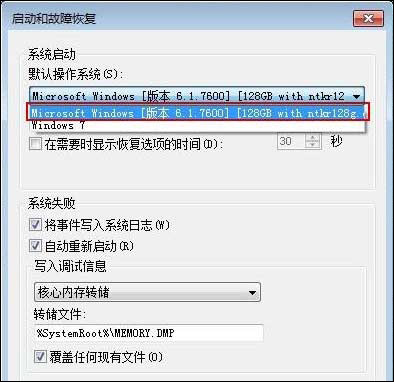 启动和故障恢复
系统启动
默认操作系统(S):
Microsoft Windows [版本 6.1.7600] [128GB with ntkr12
Microsoft Windows [版本 6.1.7600] [128GB with ntkr128g.
Windows 7
在需要时显示恢复选项的时间(D):
30 秒
系统失败
将事件写入系统日志(W)
自动重新启动(R)
写入调试信息
核心内存转储
转储文件:
%SystemRoot%\MEMORY.DMP
覆盖任何现有文件(O)